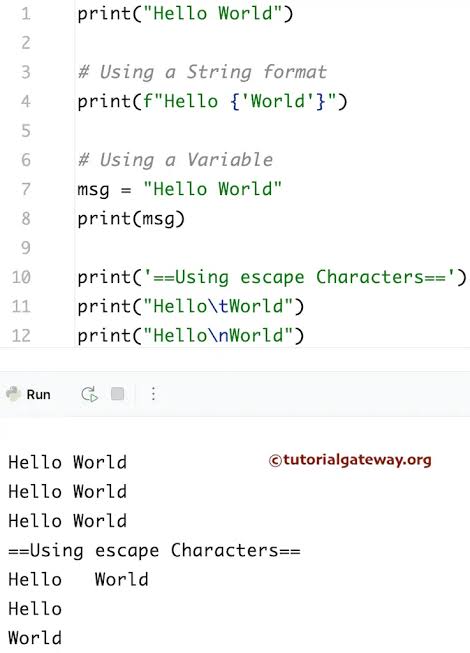 1 print("Hello World")
2
3 # Using a String format
4 print(f"Hello {'World'}")
5
6 # Using a Variable
7 msg = "Hello World"
8 print(msg)
9
10 print('==Using escape Characters==')
11 print("Hello\tWorld")
12 print("Hello\nWorld")
Run
Hello World
©tutorialgateway.org
Hello World
Hello World
==Using escape Characters==
Hello   World
Hello
World